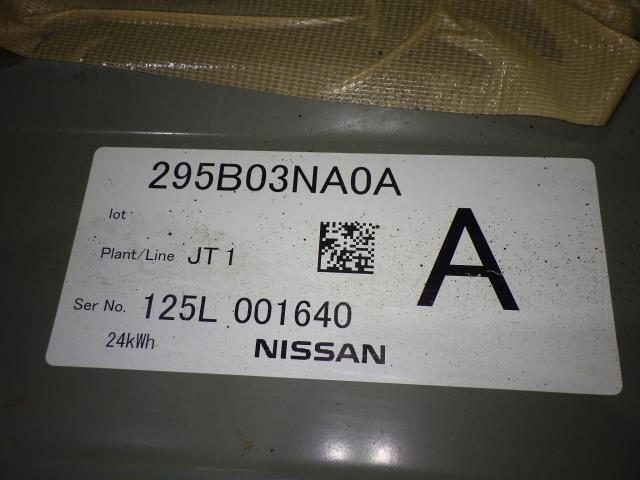 295B03NA0A
lot
Plant/Line JT1
A
Ser No. 125L 001640
24kWh
NISSAN